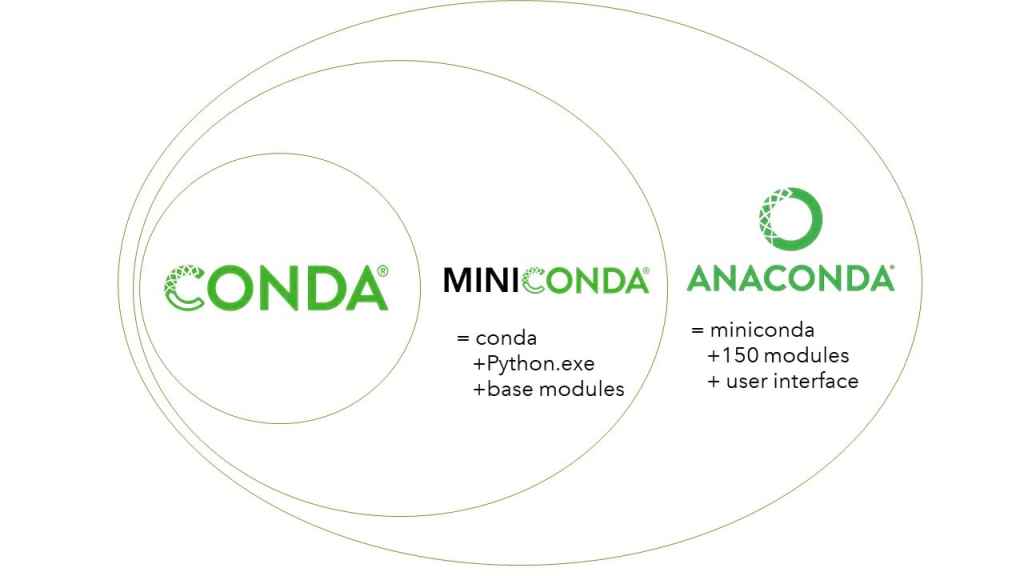 CONDA®
MINICONDA®
= conda
+Python.exe
+base modules
ANACONDA®
= miniconda
+150 modules
+ user interface